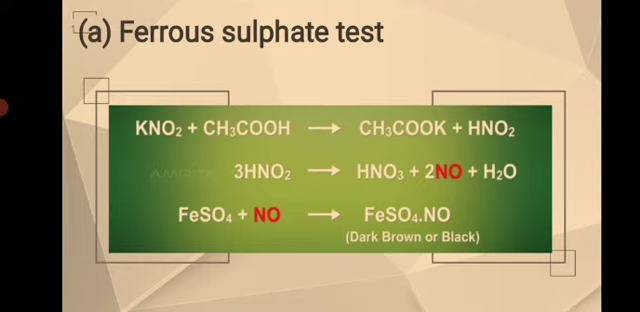 (a) Ferrous sulphate test
KNO₂ + CH₃COOH ⟶ CH₃COOK + HNO₂
AMRITA
3HNO₂ ⟶ HNO₃ + 2NO + H₂O
FeSO₄ + NO ⟶ FeSO₄.NO
(Dark Brown or Black)